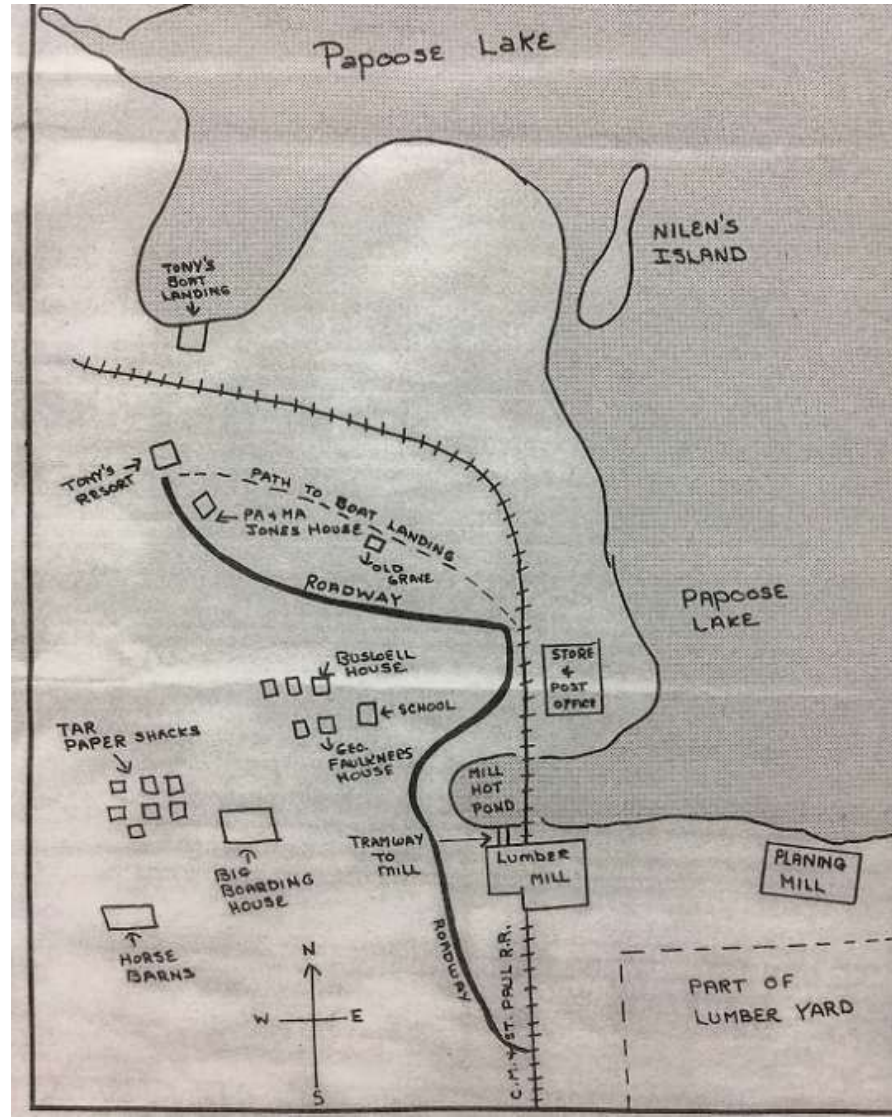 Papoose Lake
NILEN'S
ISLAND
TONY'S
BOAT
LANDING
TONY'S
RESORT
PATH TO BOAT LANDING
PA & MA
JONES HOUSE
OLD
GRAVE
ROADWAY
PAPOOSE
LAKE
STORE
&
POST
OFFICE
BUSWELL
HOUSE
SCHOOL
GEO.
FAULKNERS
HOUSE
TAR
PAPER SHACKS
MILL
HOT
POND
TRAMWAY
TO
MILL
LUMBER
MILL
PLANING
MILL
BIG
BOARDING
HOUSE
HORSE
BARNS
ROADWAY
C.M. & ST. PAUL R.R.
PART OF
LUMBER YARD
N
W E
S